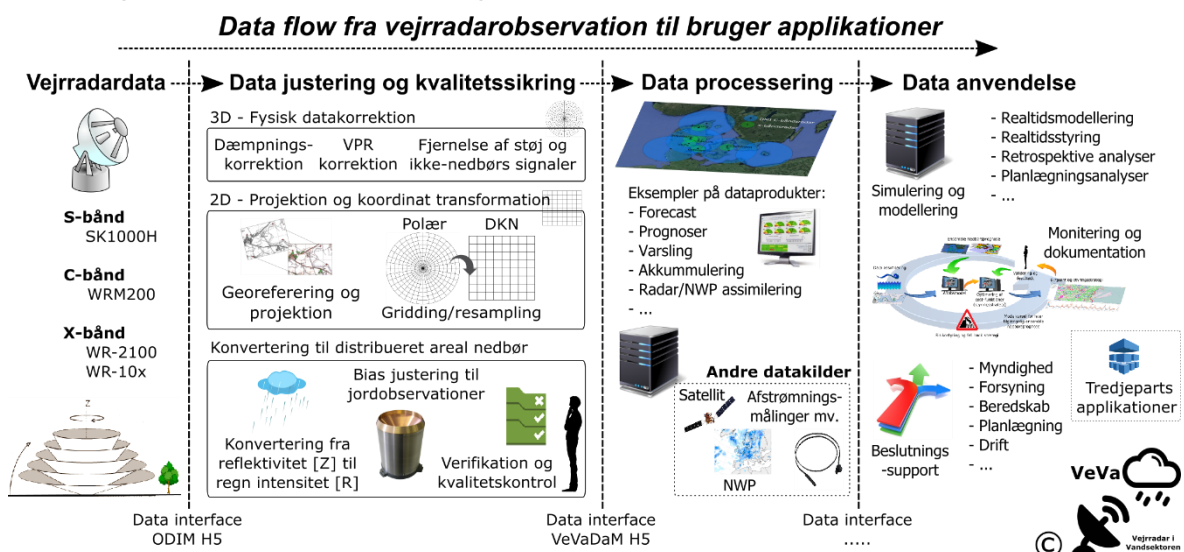 Data flow fra vejrradarobservation til bruger applikationer
Vejrradardata
Data justering og kvalitetssikring
Data processering
Data anvendelse
S-bånd
SK1000H
C-bånd
WRM200
X-bånd
WR-2100
WR-10x
Z
r
3D - Fysisk datakorrektion
Dæmpnings-
korrektion
VPR
korrektion
Fjernelse af støj og
ikke-nedbørs signaler
2D - Projektion og koordinat transformation
Georeferering og
projektion
Polær
DKN
Gridding/resampling
Konvertering til distribueret areal nedbør
Konvertering fra
reflektivitet [Z] til
regn intensitet [R]
Bias justering til
jordobservationer
Verifikation og
kvalitetskontrol
Eksempler på dataprodukter:
- Forecast
- Prognoser
- Varsling
- Akkummulering
- Radar/NWP assimilering
- ...
Andre datakilder
Satellit
Afstrømnings-
målinger mv.
NWP
Simulering og
modellering
- Realtidsmodellering
- Realtidsstyring
- Retrospektive analyser
- Planlægningsanalyser
- ...
Monitering og
dokumentation
Beslutnings
-support
- Myndighed
- Forsyning
- Beredskab
- Planlægning
- Drift
- ...
Tredjeparts
applikationer
VeVa
©
Vejrradar i
Vandsektoren
Data interface
ODIM H5
Data interface
VeVaDaM H5
Data interface
.....